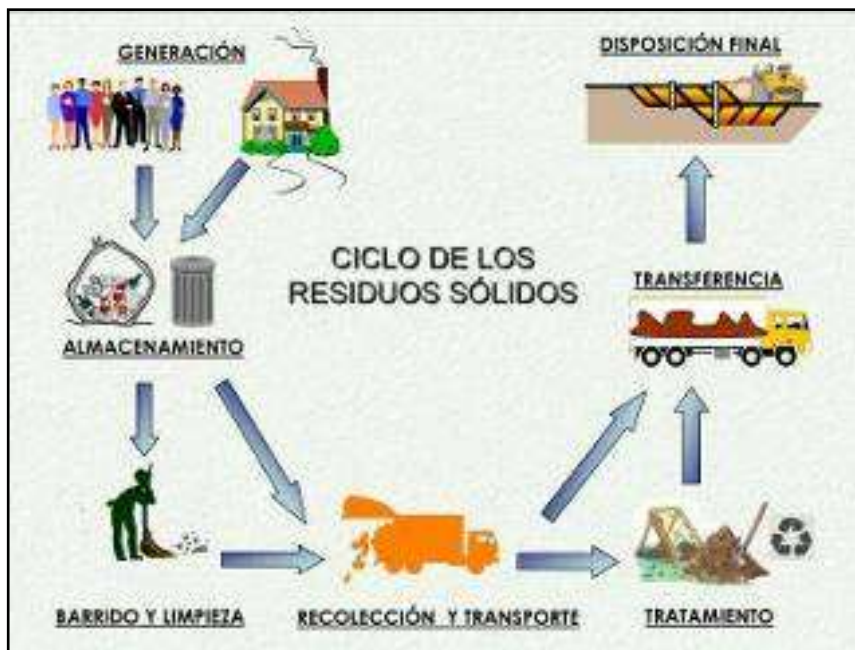 GENERACIÓN
DISPOSICIÓN FINAL
CICLO DE LOS
RESIDUOS SÓLIDOS
TRANSFERENCIA
ALMACENAMIENTO
BARRIDO Y LIMPIEZA
RECOLECCIÓN Y TRANSPORTE
TRATAMIENTO